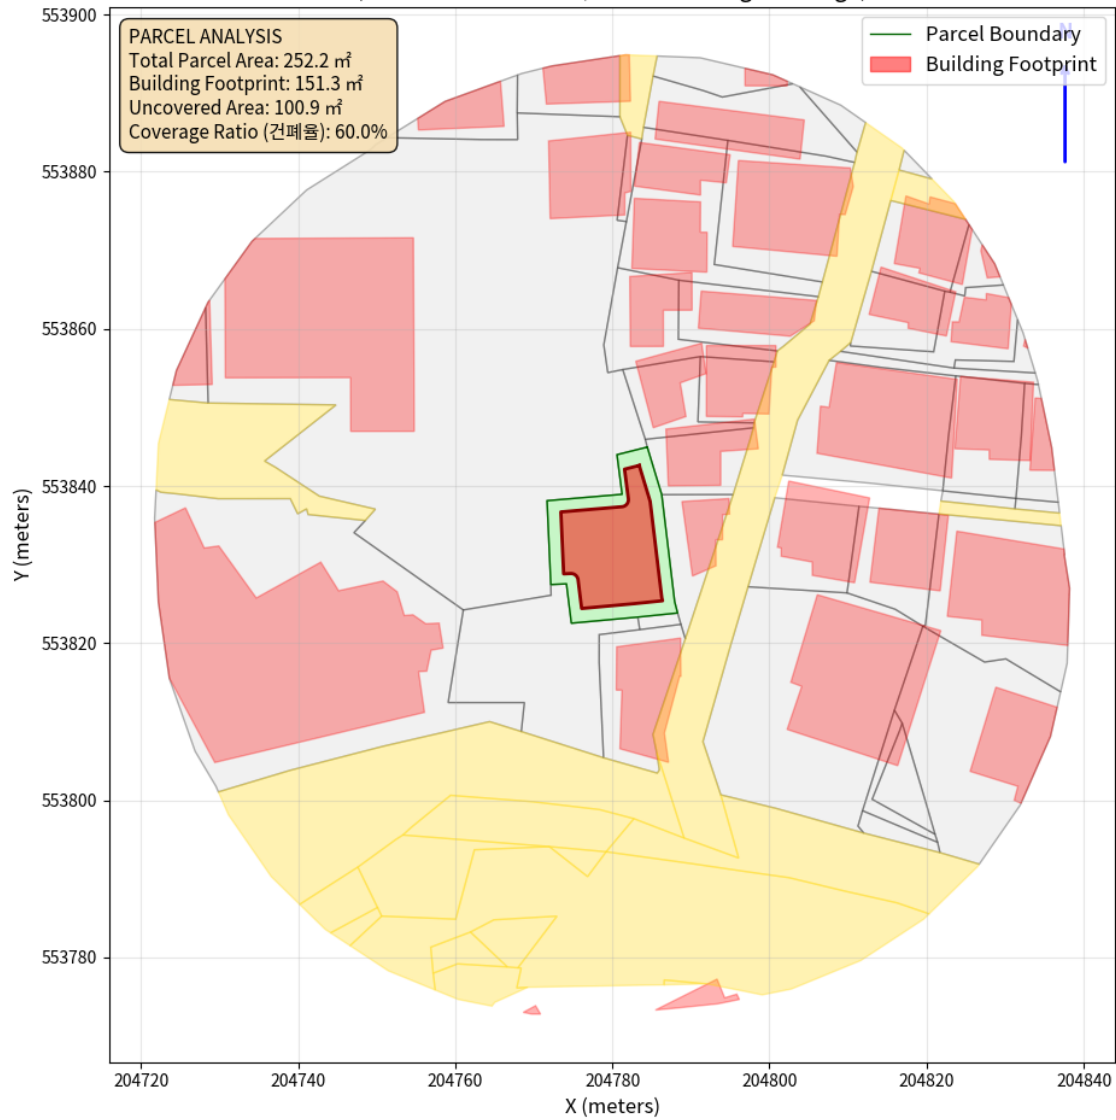 553900
553880
553860
553840
553820
553800
553780
Y (meters)
PARCEL ANALYSIS
Total Parcel Area: 252.2 ㎡
Building Footprint: 151.3 ㎡
Uncovered Area: 100.9 ㎡
Coverage Ratio (건폐율): 60.0%
Parcel Boundary
Building Footprint
N
204720
204740
204760
204780
204800
204820
204840
X (meters)